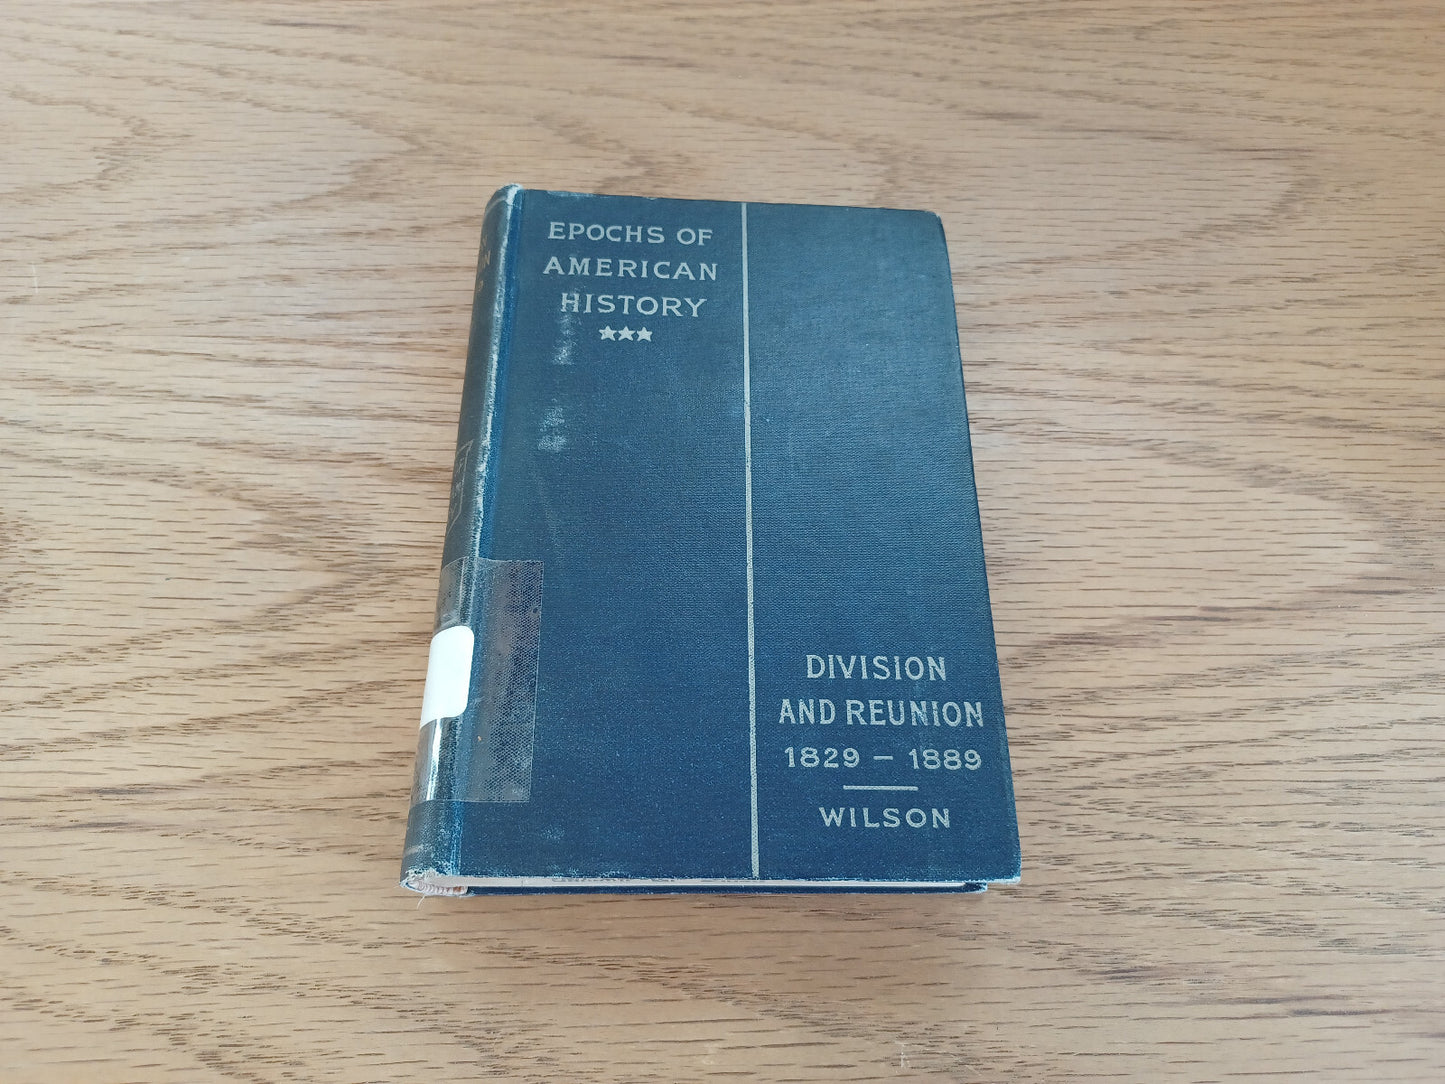 EPOCHS OF
AMERICAN
HISTORY
DIVISION
AND REUNION
1829 – 1889
WILSON